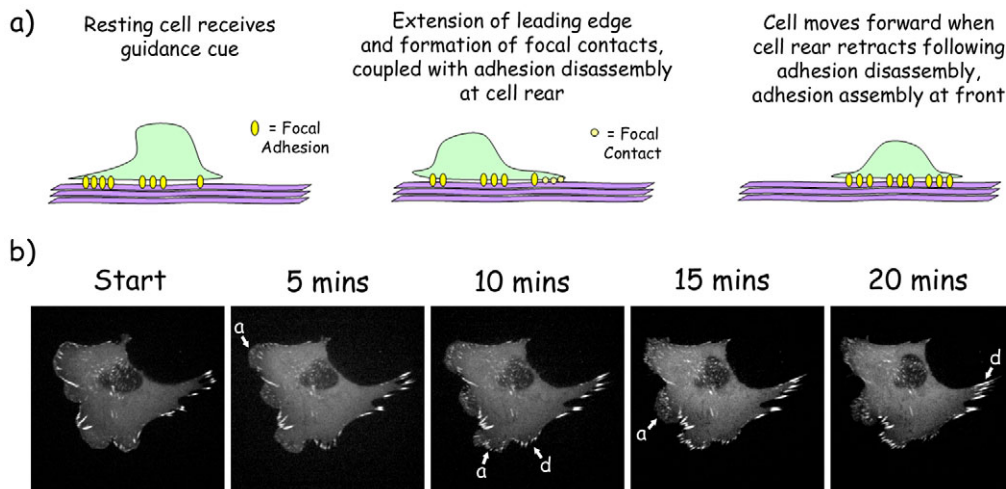 a)
Resting cell receives
guidance cue
= Focal
Adhesion
Extension of leading edge
and formation of focal contacts,
coupled with adhesion disassembly
at cell rear
= Focal
Contact
Cell moves forward when
cell rear retracts following
adhesion disassembly,
adhesion assembly at front
b)
Start
5 mins
10 mins
15 mins
20 mins
a
a
d
a
d